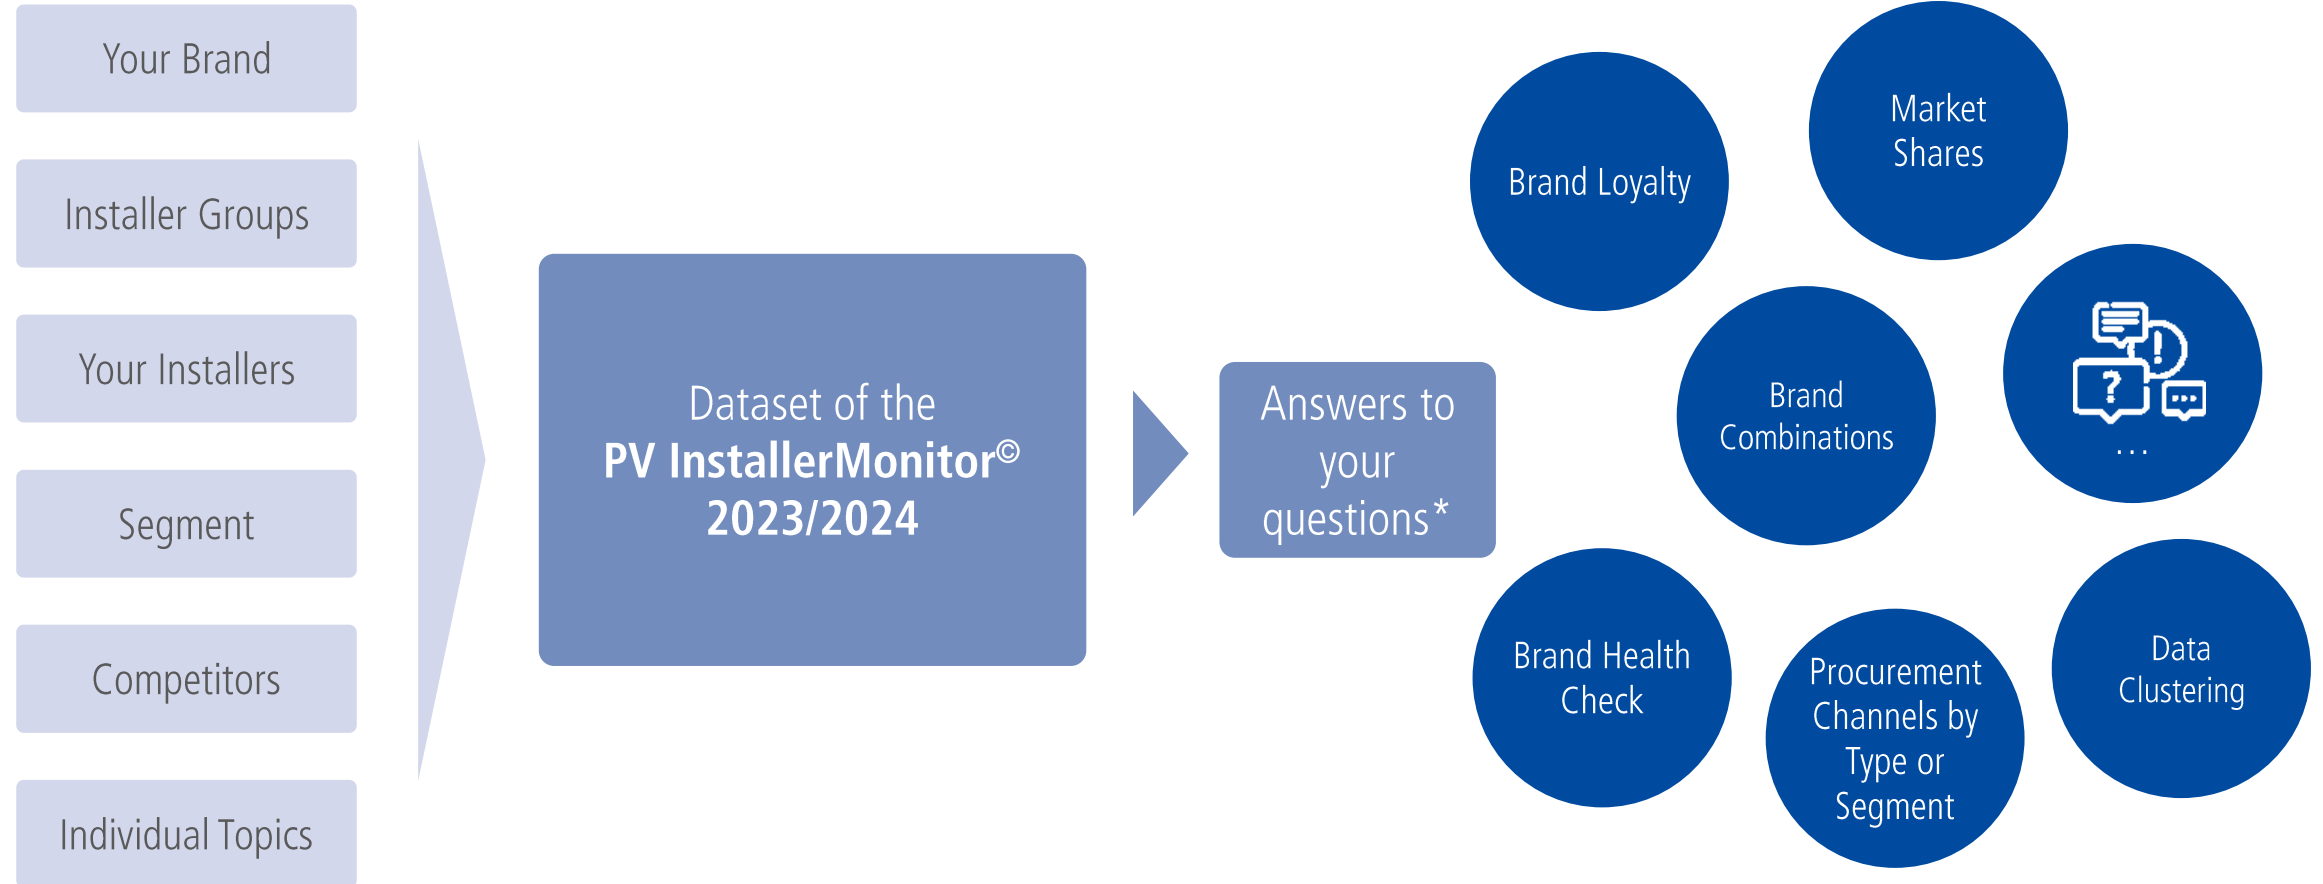 Your Brand
Installer Groups
Your Installers
Segment
Competitors
Individual Topics
Dataset of the
PV InstallerMonitor©
2023/2024
Answers to
your
questions*
Brand Loyalty
Market
Shares
Brand
Combinations
?
!
...
...
Brand Health
Check
Procurement
Channels by
Type or
Segment
Data
Clustering